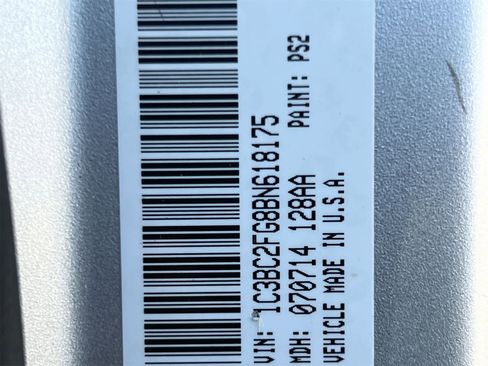 VIN: 1C3BC2FG8BN618175
MDH: 070714 128AA PAINT: PS2
VEHICLE MADE IN U.S.A.